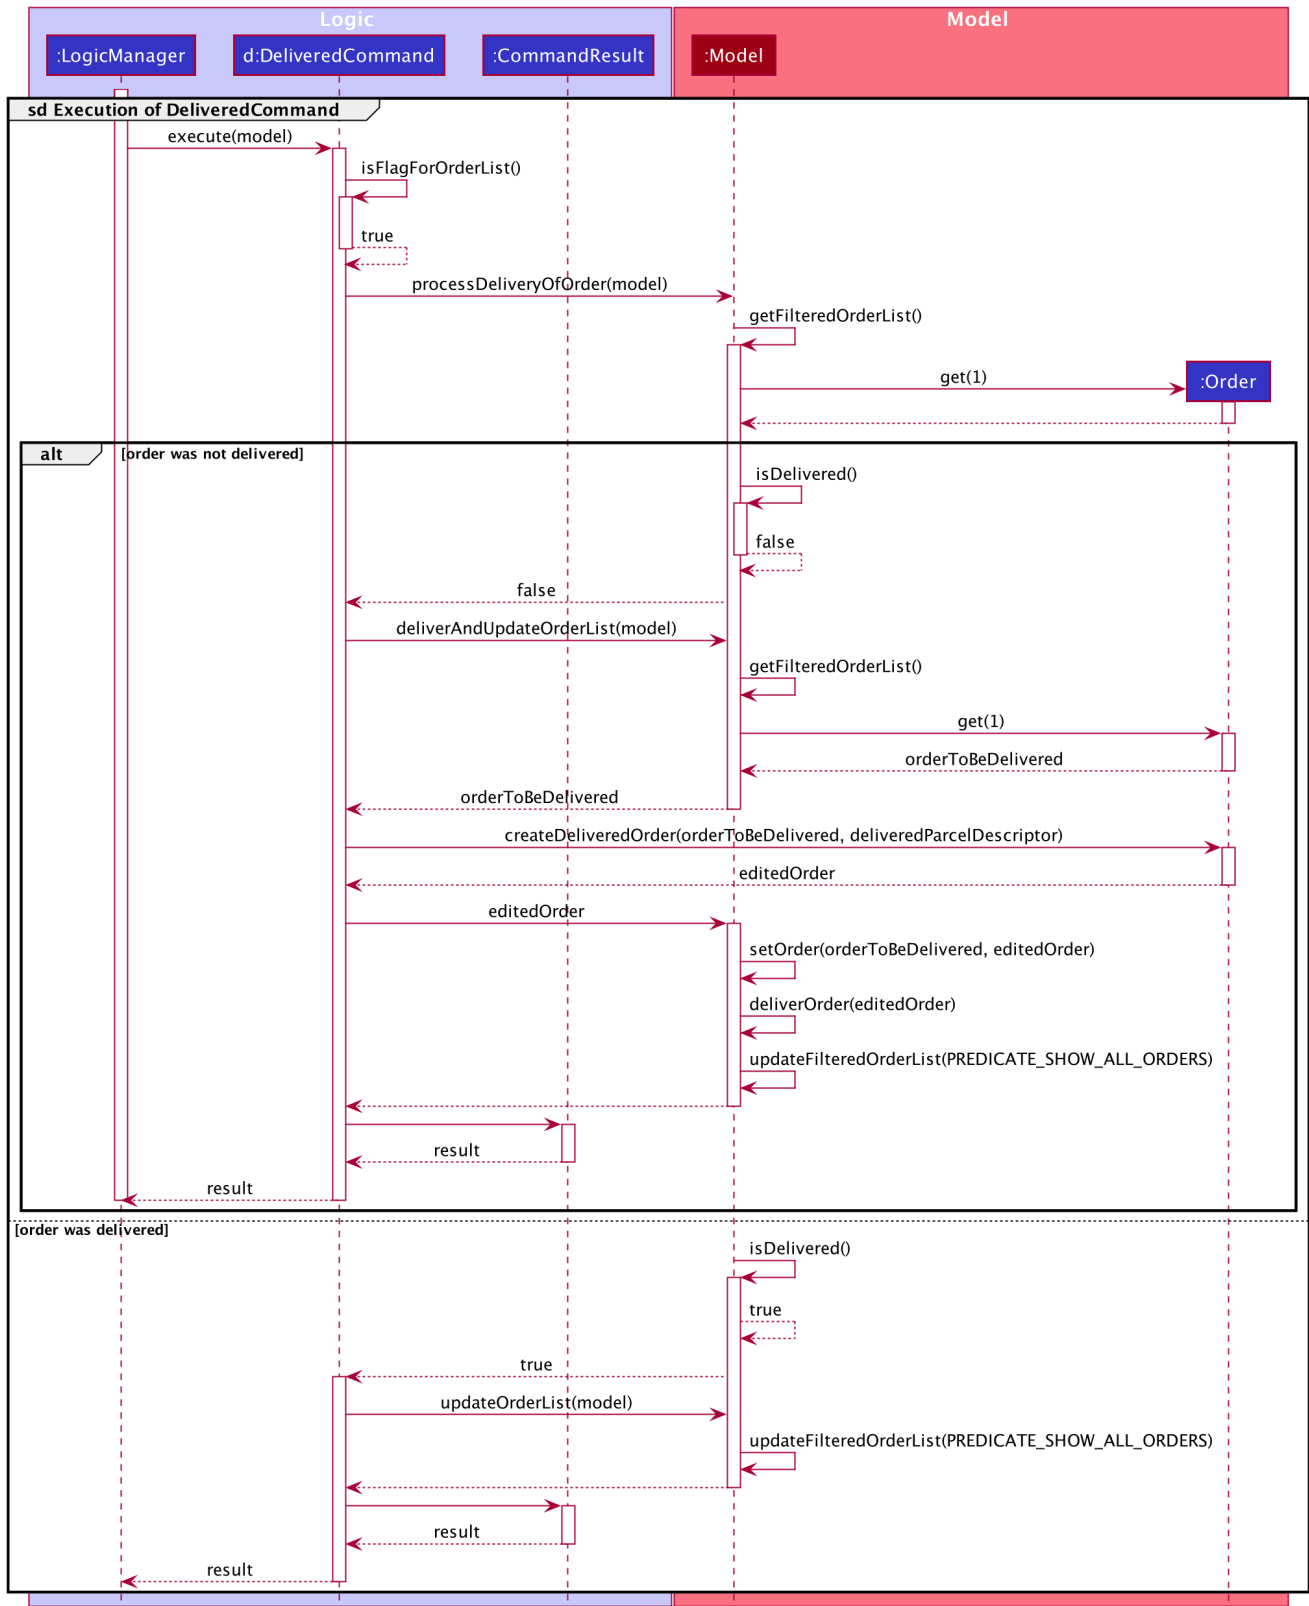 Logic
Model
:LogicManager
d:DeliveredCommand
:CommandResult
:Model
sd Execution of DeliveredCommand
execute(model)
isFlagForOrderList()
true
processDeliveryOfOrder(model)
getFilteredOrderList()
get(1)
:Order
alt
[order was not delivered]
isDelivered()
false
false
deliverAndUpdateOrderList(model)
getFilteredOrderList()
get(1)
orderToBeDelivered
orderToBeDelivered
createDeliveredOrder(orderToBeDelivered, deliveredParcelDescriptor)
editedOrder
editedOrder
setOrder(orderToBeDelivered, editedOrder)
deliverOrder(editedOrder)
updateFilteredOrderList(PREDICATE_SHOW_ALL_ORDERS)
result
result
[order was delivered]
isDelivered()
true
true
updateOrderList(model)
updateFilteredOrderList(PREDICATE_SHOW_ALL_ORDERS)
result
result